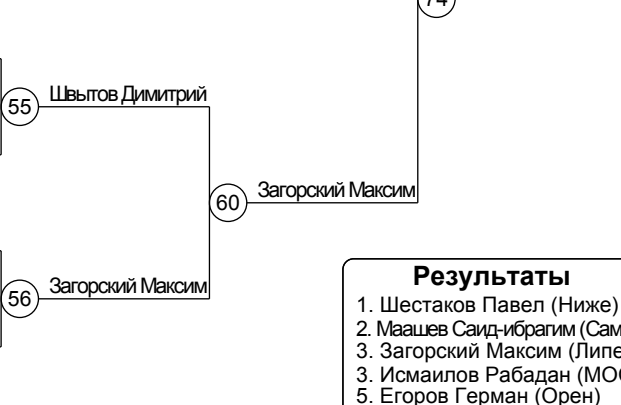 74
55
Швытов Димитрий
60
Загорский Максим
56
Загорский Максим
Результаты
1. Шестаков Павел (Ниже)
2. Маашев Саид-ибрагим (Сам
3. Загорский Максим (Липе
3. Исмаилов Рабадан (МОС
5. Егоров Герман (Орен)